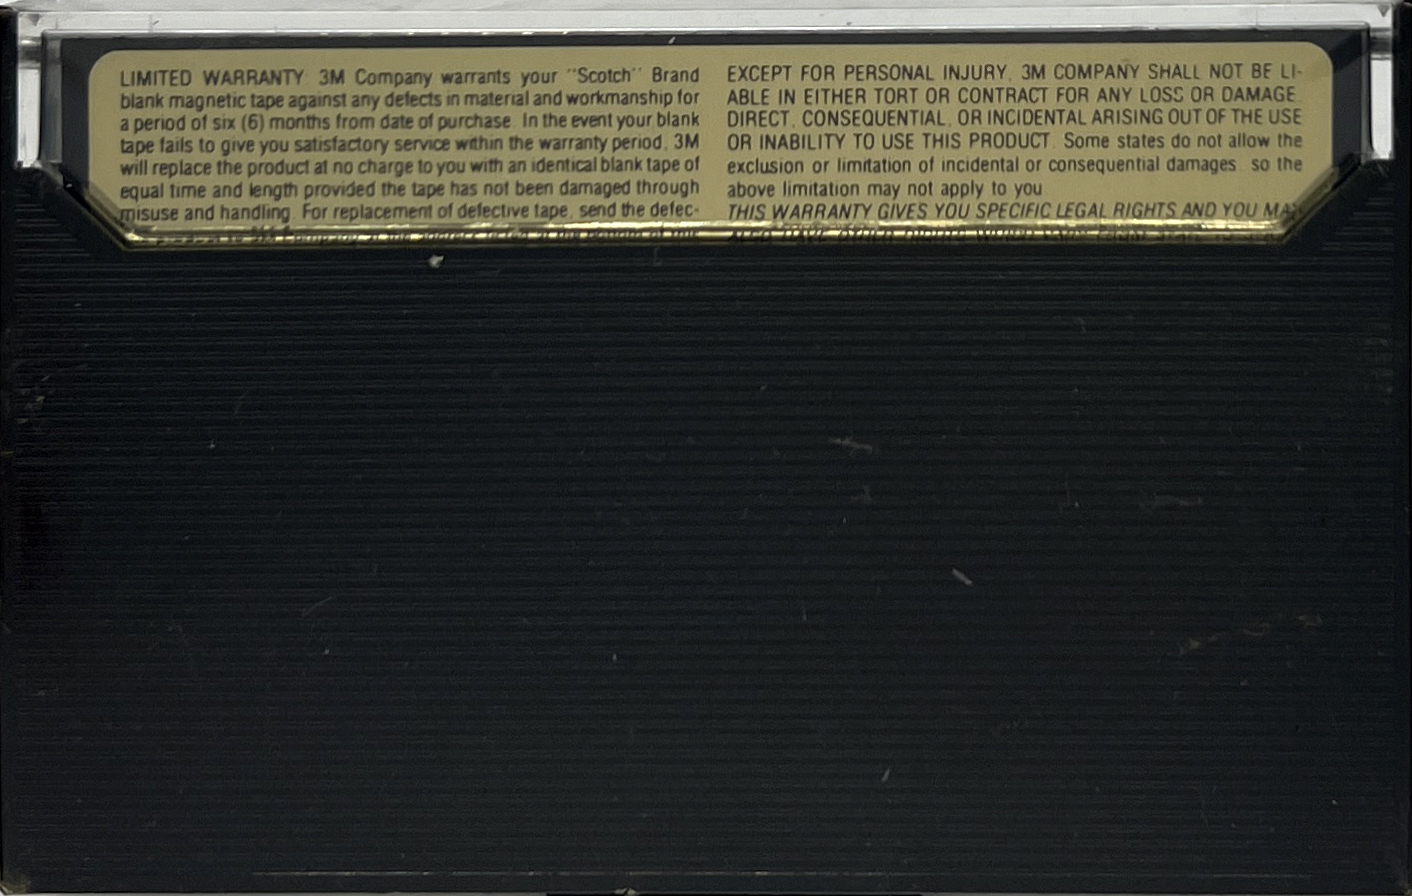 LIMITED WARRANTY: 3M Company warrants your "Scotch" Brand
blank magnetic tape against any defects in material and workmanship for
a period of six (6) months from date of purchase. In the event your blank
tape fails to give you satisfactory service within the warranty period, 3M
will replace the product at no charge to you with an identical blank tape of
equal time and length provided the tape has not been damaged through
misuse and handling. For replacement of defective tape, send the defec-
EXCEPT FOR PERSONAL INJURY, 3M COMPANY SHALL NOT BE LI-
ABLE IN EITHER TORT OR CONTRACT FOR ANY LOSS OR DAMAGE,
DIRECT, CONSEQUENTIAL, OR INCIDENTAL ARISING OUT OF THE USE
OR INABILITY TO USE THIS PRODUCT. Some states do not allow the
exclusion or limitation of incidental or consequential damages, so the
above limitation may not apply to you.
THIS WARRANTY GIVES YOU SPECIFIC LEGAL RIGHTS AND YOU MAY